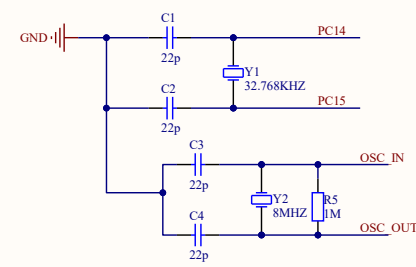 C1
GND
PC14
22p
Y1
32.768KHZ
C2
PC15
22p
C3
OSC_IN
22p
Y2
R5
8MHZ
1M
C4
OSC_OUT
22p